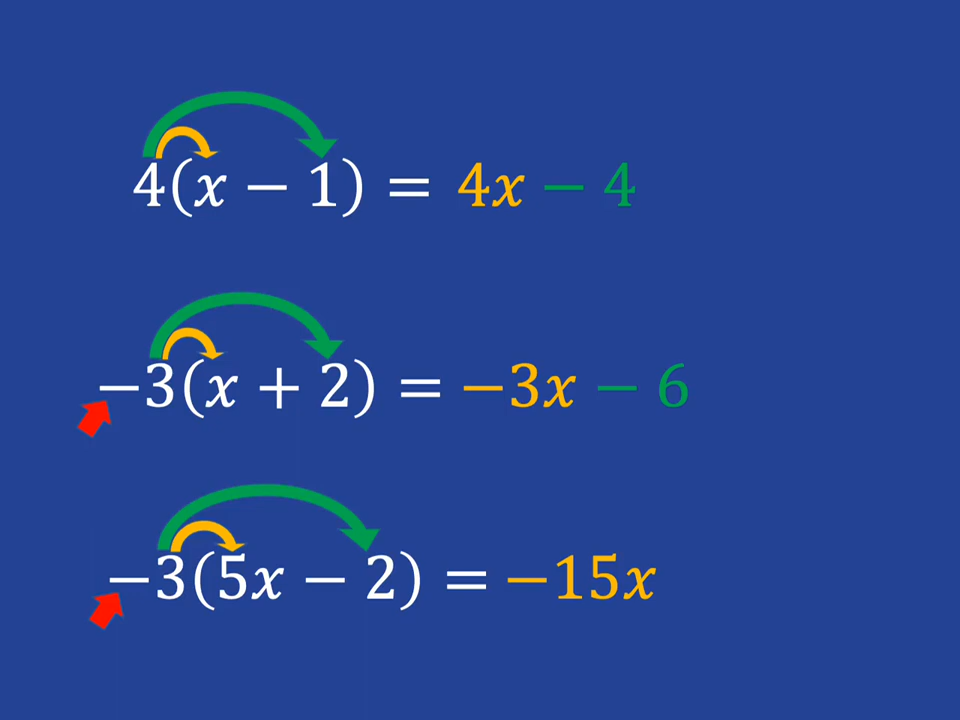 4(x − 1) = 4x − 4
−3(x + 2) = −3x − 6
−3(5x − 2) = −15x